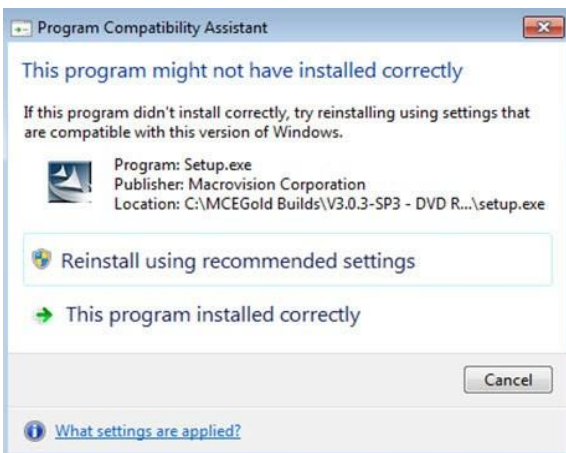 Program Compatibility Assistant
This program might not have installed correctly
If this program didn't install correctly, try reinstalling using settings that
are compatible with this version of Windows.
Program: Setup.exe
Publisher: Macrovision Corporation
Location: C:\MCEGold Builds\V3.0.3-SP3 - DVD R...\setup.exe
Reinstall using recommended settings
This program installed correctly
Cancel
What settings are applied?